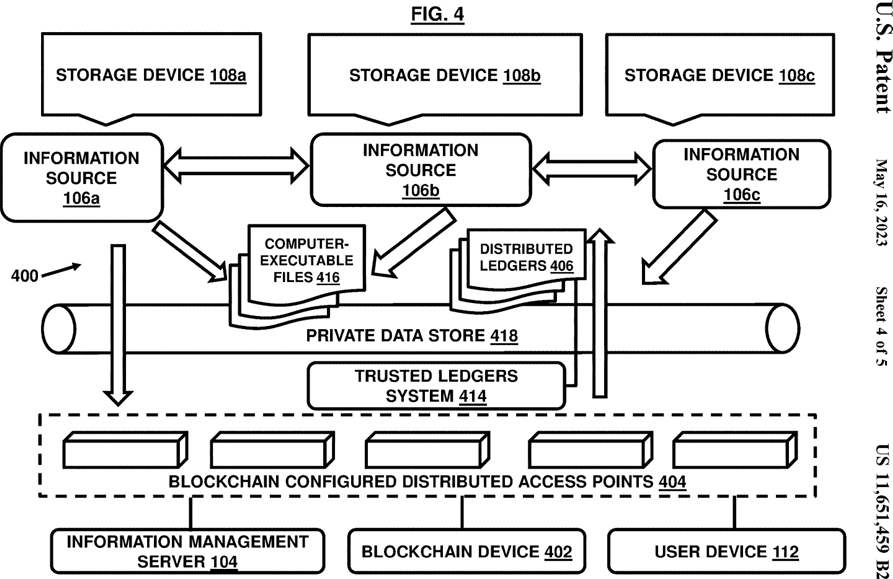 FIG. 4
STORAGE DEVICE 108a
STORAGE DEVICE 108b
STORAGE DEVICE 108c
INFORMATION
SOURCE
106a
INFORMATION
SOURCE
106b
INFORMATION
SOURCE
106c
400
COMPUTER-
EXECUTABLE
FILES 416
DISTRIBUTED
LEDGERS 406
PRIVATE DATA STORE 418
TRUSTED LEDGERS
SYSTEM 414
BLOCKCHAIN CONFIGURED DISTRIBUTED ACCESS POINTS 404
INFORMATION MANAGEMENT
SERVER 104
BLOCKCHAIN DEVICE 402
USER DEVICE 112
U.S. Patent May 16, 2023 Sheet 4 of 5 US 11,651,459 B2